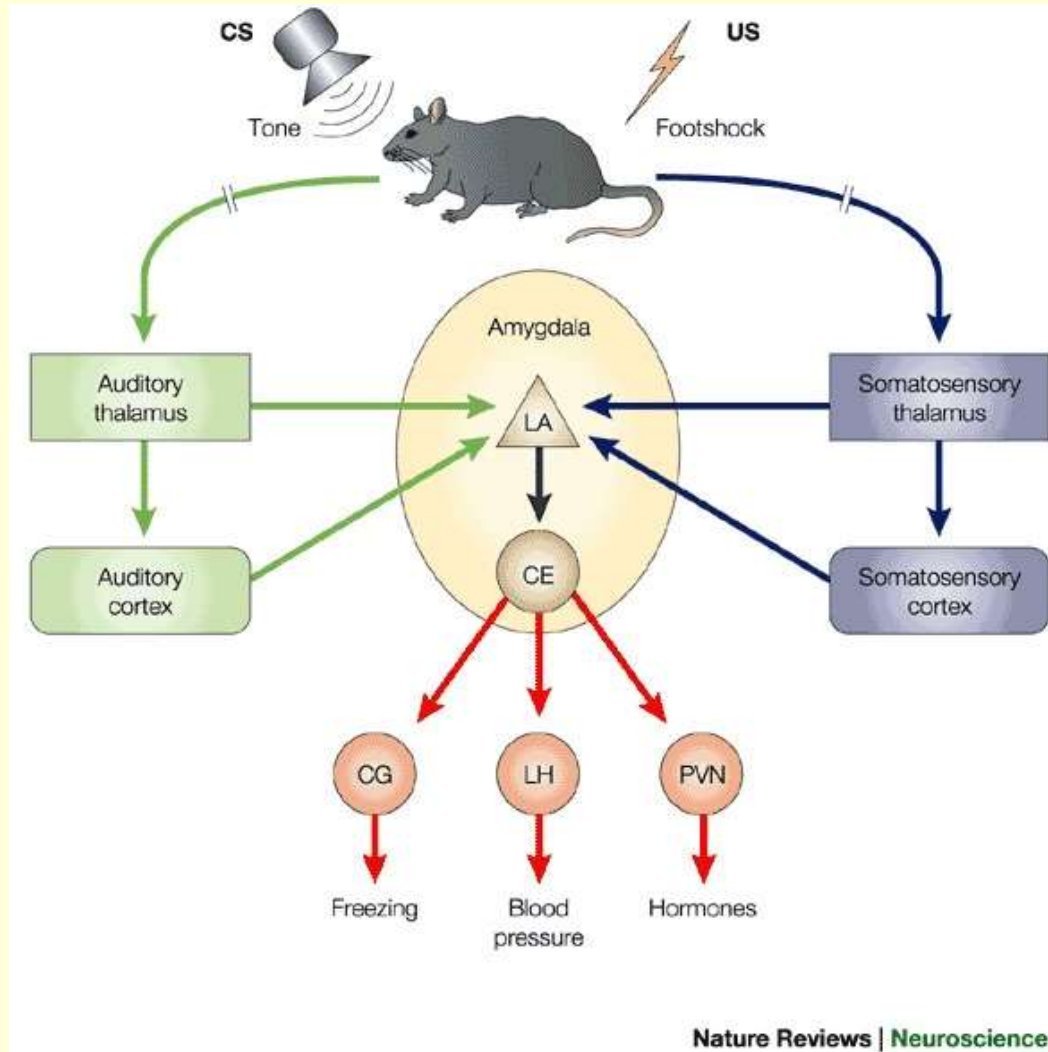 CS
US
Tone
Footshock
Amygdala
Auditory
thalamus
LA
Somatosensory
thalamus
Auditory
cortex
CE
Somatosensory
cortex
CG
LH
PVN
Freezing
Blood
pressure
Hormones
Nature Reviews | Neuroscience